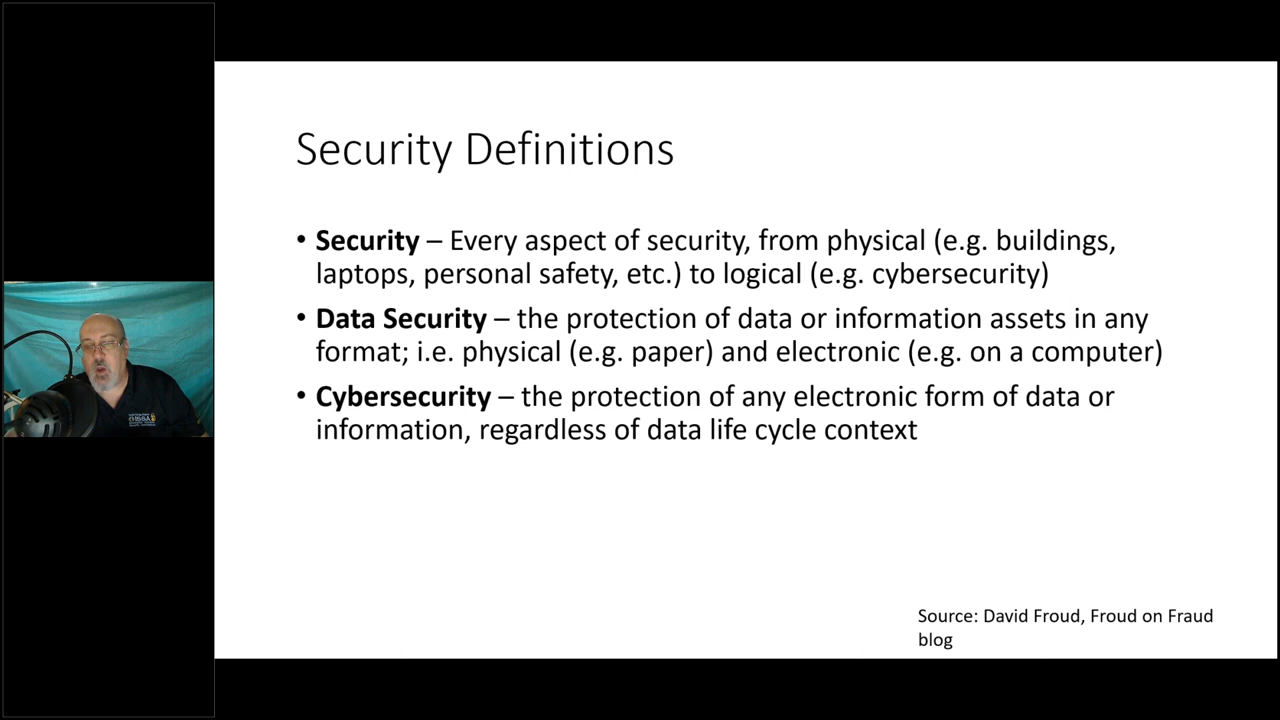 Security Definitions
• Security – Every aspect of security, from physical (e.g. buildings,
laptops, personal safety, etc.) to logical (e.g. cybersecurity)
• Data Security – the protection of data or information assets in any
format; i.e. physical (e.g. paper) and electronic (e.g. on a computer)
• Cybersecurity – the protection of any electronic form of data or
information, regardless of data life cycle context
Source: David Froud, Froud on Fraud
blog